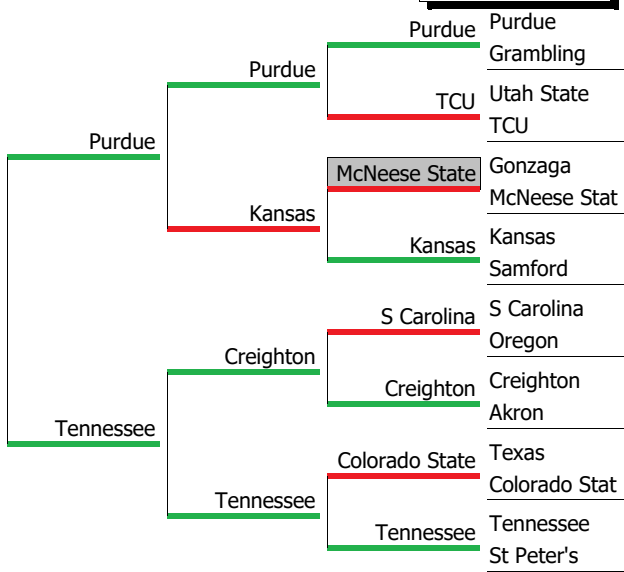 Purdue
Purdue
Grambling
Purdue
TCU
Utah State
TCU
Purdue
McNeese State
Gonzaga
McNeese Stat
Kansas
Kansas
Kansas
Samford
S Carolina
S Carolina
Oregon
Creighton
Creighton
Creighton
Akron
Tennessee
Colorado State
Texas
Colorado Stat
Tennessee
Tennessee
Tennessee
St Peter's